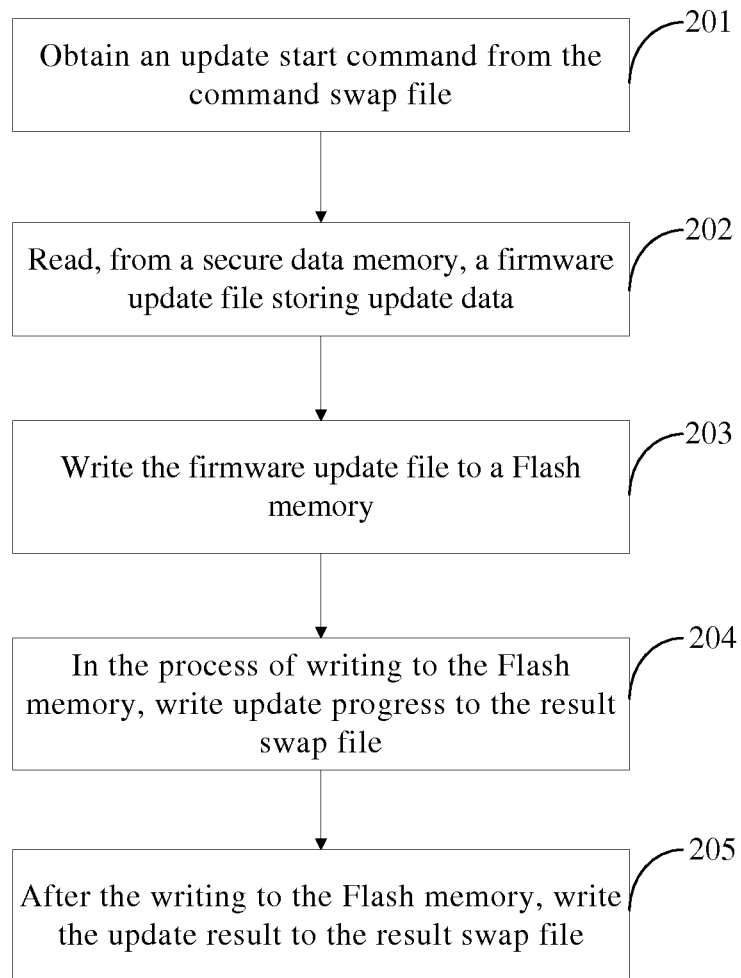 201
Obtain an update start command from the
command swap file
202
Read, from a secure data memory, a firmware
update file storing update data
203
Write the firmware update file to a Flash
memory
204
In the process of writing to the Flash
memory, write update progress to the result
swap file
205
After the writing to the Flash memory, write
the update result to the result swap file